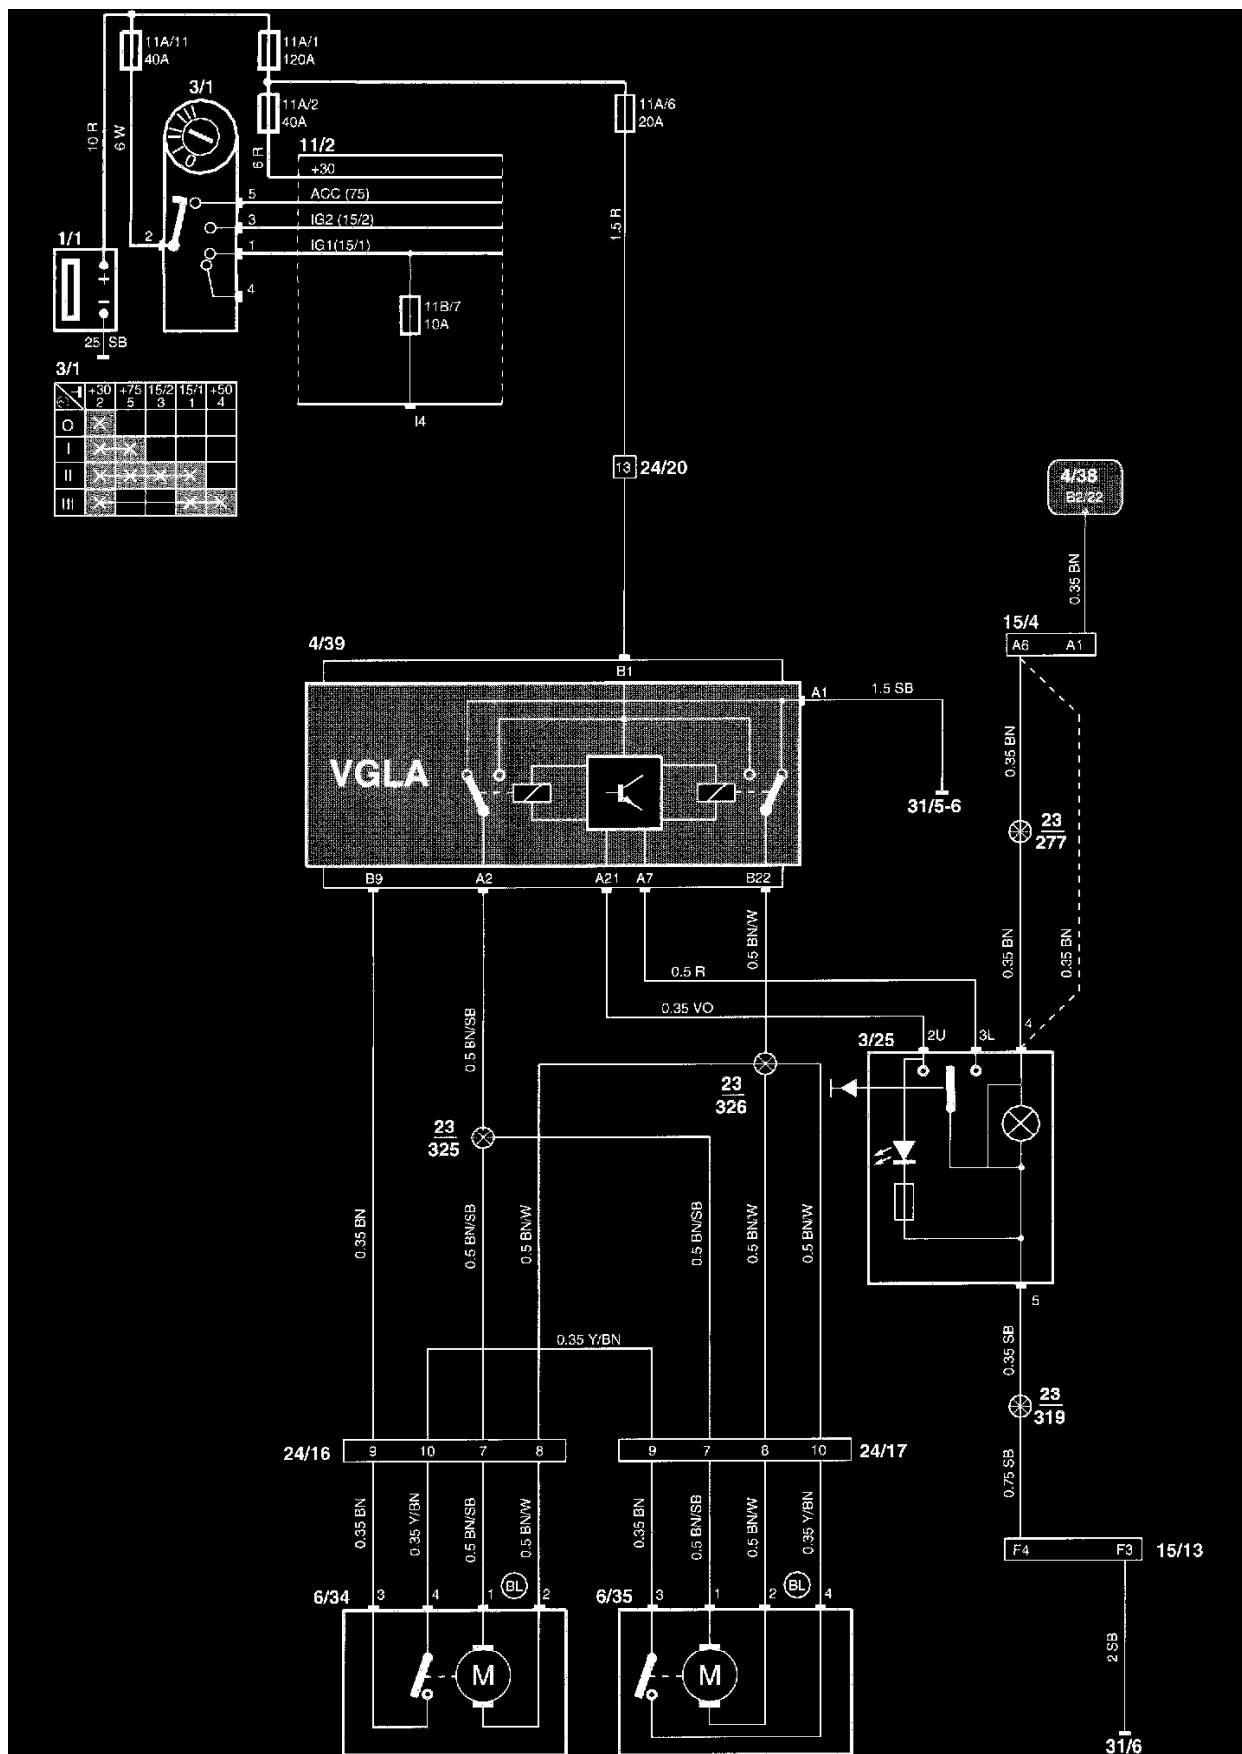 11A/11
40A
11A/1
120A
3/1
11A/2
40A
11A/6
20A
10 R
6 W
6 R
11/2
+30
5
ACC (75)
3
IG2 (15/2)
1
IG1(15/1)
1.5 R
1/1
2
+
4
11B/7
10A
25 SB
3/1
+30 +75 15/2 15/1 +50
2 5 3 1 4
O
I
II
III
I4
13 24/20
4/38
B2/22
0.35 BN
15/4
A6 A1
4/39
B1
A1
1.5 SB
VGLA
0.35 BN
31/5-6
23
277
B9 A2 A21 A7 B22
0.5 BN/W
0.35 BN
0.35 BN
0.5 R
0.35 VO
0.5 BN/SB
2U 3L 4
3/25
23
326
23
325
0.35 BN
0.5 BN/SB
0.5 BN/W
0.5 BN/SB
0.5 BN/W
0.5 BN/W
5
0.35 Y/BN
0.35 SB
23
319
24/16
9 10 7 8
9 7 8 10
24/17
0.75 SB
0.35 BN
0.35 Y/BN
0.5 BN/SB
0.5 BN/W
0.35 BN
0.5 BN/SB
0.5 BN/W
0.35 Y/BN
F4 F3
15/13
6/34
3 4 1 BL 2
6/35
3 1 2 BL 4
M
M
2 SB
31/6